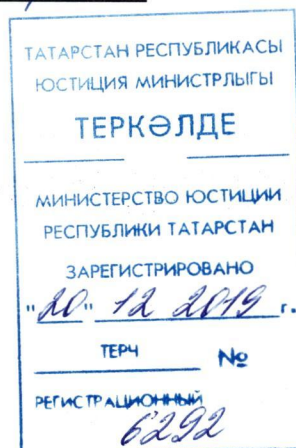 ТАТАРСТАН РЕСПУБЛИКАСЫ
ЮСТИЦИЯ МИНИСТРЛЫГЫ
ТЕРКӘЛДЕ
МИНИСТЕРСТВО ЮСТИЦИИ
РЕСПУБЛИКИ ТАТАРСТАН
ЗАРЕГИСТРИРОВАНО
"20" 12 2019 г.
ТЕРЧ №
РЕГИСТРАЦИОННЫЙ
6292